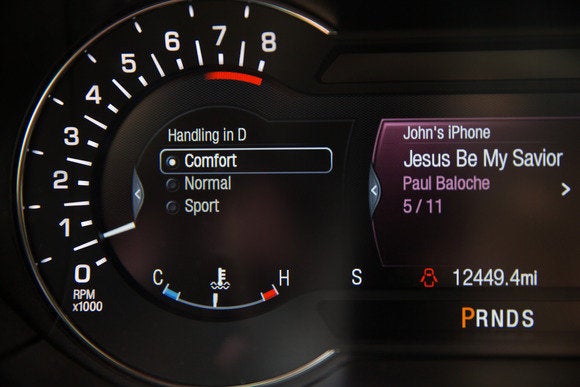 8
7
6
5
4
3
2
1
0
RPM
x1000
Handling in D
Comfort
Normal
Sport
C H
John's iPhone
Jesus Be My Savior
Paul Baloche
5 / 11
S 12449.4mi
PRNDS